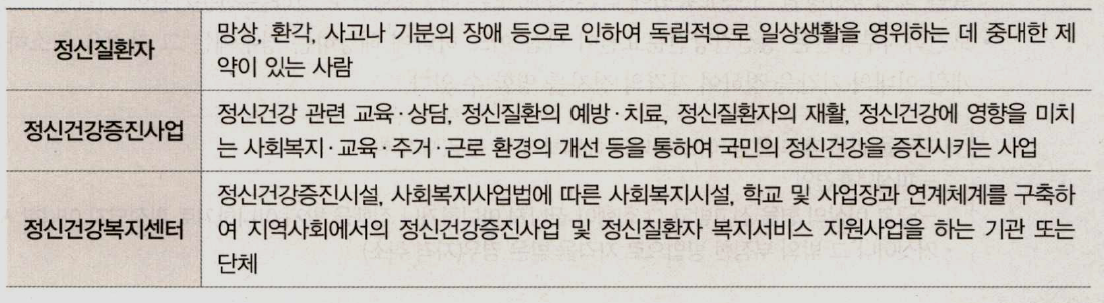 정신질환자
망상, 환각, 사고나 기분의 장애 등으로 인하여 독립적으로 일상생활을 영위하는 데 중대한 제
약이 있는 사람
정신건강증진사업
정신건강 관련 교육·상담, 정신질환의 예방·치료, 정신질환자의 재활, 정신건강에 영향을 미치
는 사회복지·교육·주거·근로 환경의 개선 등을 통하여 국민의 정신건강을 증진시키는 사업
정신건강복지센터
정신건강증진시설, 사회복지사업법에 따른 사회복지시설, 학교 및 사업장과 연계체계를 구축하
여 지역사회에서의 정신건강증진사업 및 정신질환자 복지서비스 지원사업을 하는 기관 또는
단체